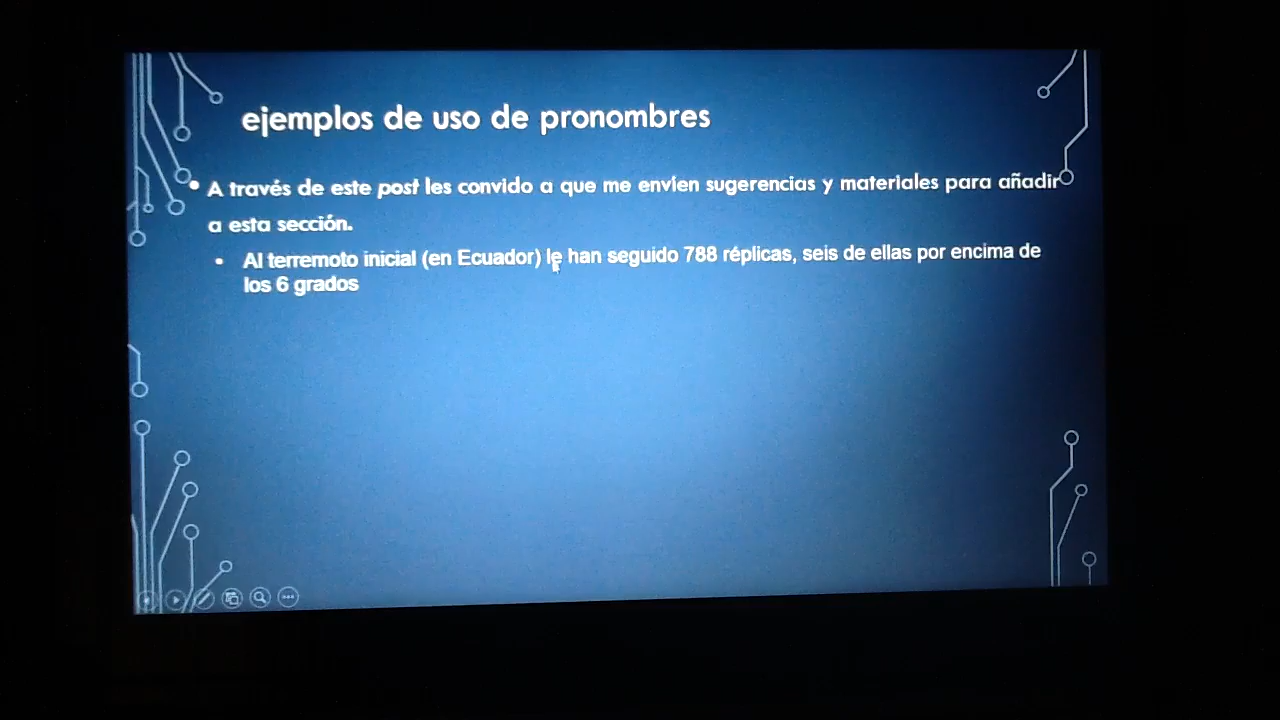 ejemplos de uso de pronombres
• A través de este post les convido a que me envíen sugerencias y materiales para añadir
a esta sección.
• Al terremoto inicial (en Ecuador) le han seguido 788 réplicas, seis de ellas por encima de
los 6 grados